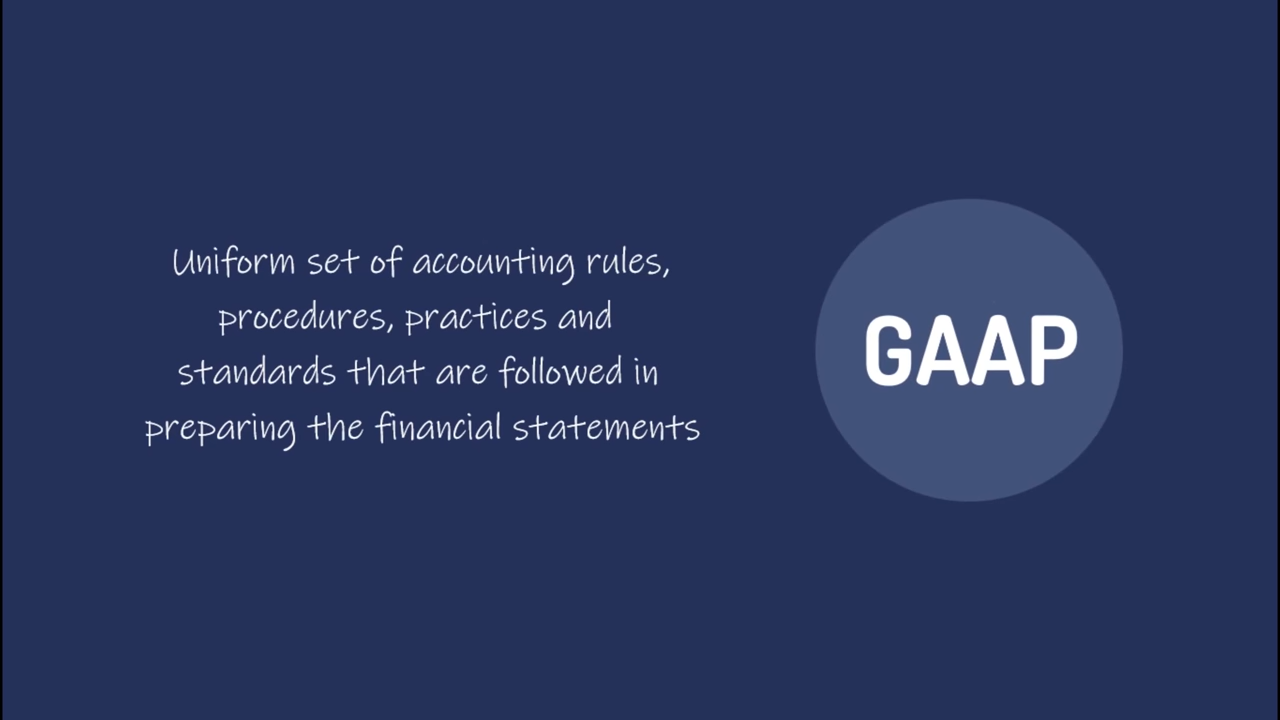 Uniform set of accounting rules,
procedures, practices and
standards that are followed in
preparing the financial statements
GAAP